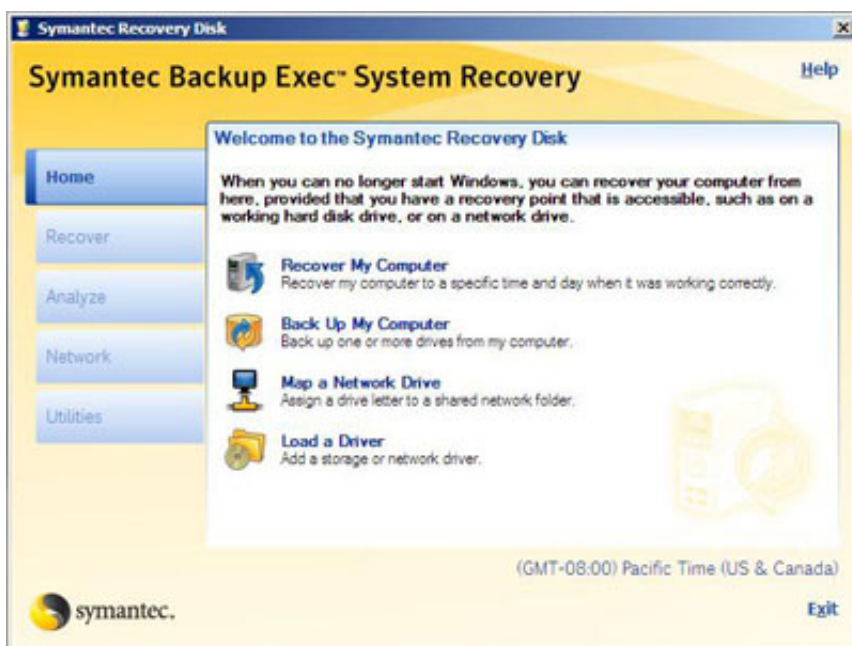 Symantec Recovery Disk
Symantec Backup Exec™ System Recovery
Help
Home
Recover
Analyze
Network
Utilities
Welcome to the Symantec Recovery Disk
When you can no longer start Windows, you can recover your computer from
here, provided that you have a recovery point that is accessible, such as on a
working hard disk drive, or on a network drive.
Recover My Computer
Recover my computer to a specific time and day when it was working correctly.
Back Up My Computer
Back up one or more drives from my computer.
Map a Network Drive
Assign a drive letter to a shared network folder.
Load a Driver
Add a storage or network driver.
(GMT-08:00) Pacific Time (US & Canada)
symantec.
Exit